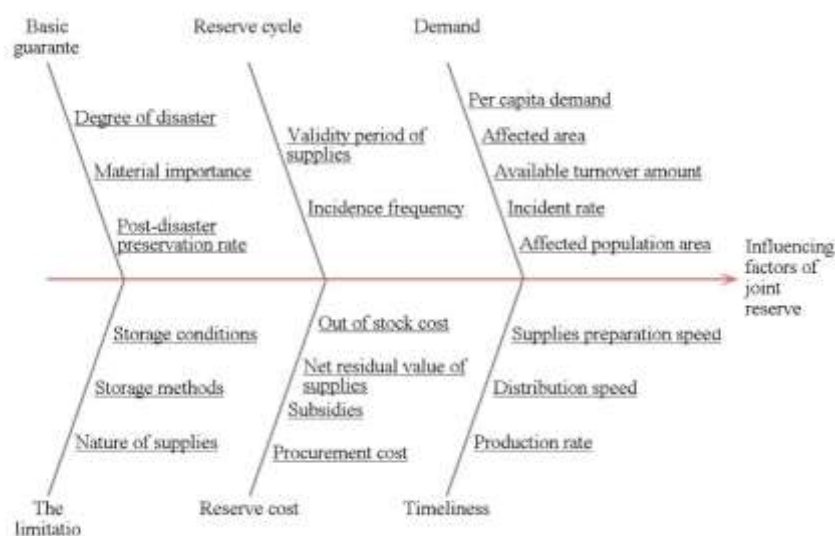 Basic
guarante
Reserve cycle
Demand
Degree of disaster
Material importance
Post-disaster
preservation rate
Validity period of
supplies
Incidence frequency
Per capita demand
Affected area
Available turnover amount
Incident rate
Affected population area
Influencing
factors of
joint
reserve
Storage conditions
Storage methods
Nature of supplies
Out of stock cost
Net residual value of
supplies
Subsidies
Procurement cost
Supplies preparation speed
Distribution speed
Production rate
The
limitatio
Reserve cost
Timeliness